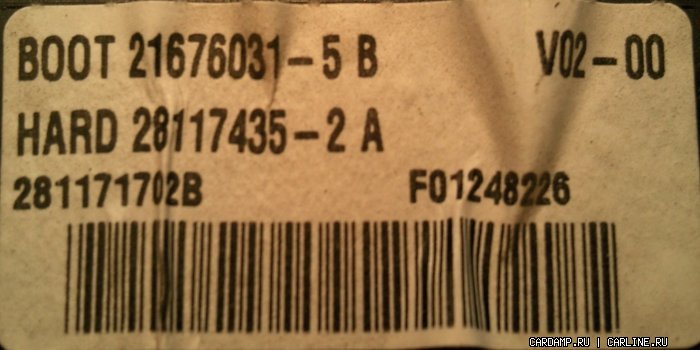 BOOT 21676031-5 B V02-00
HARD 28117435-2 A
281171702B F01248226
CARDAMP.RU | CARLINE.RU